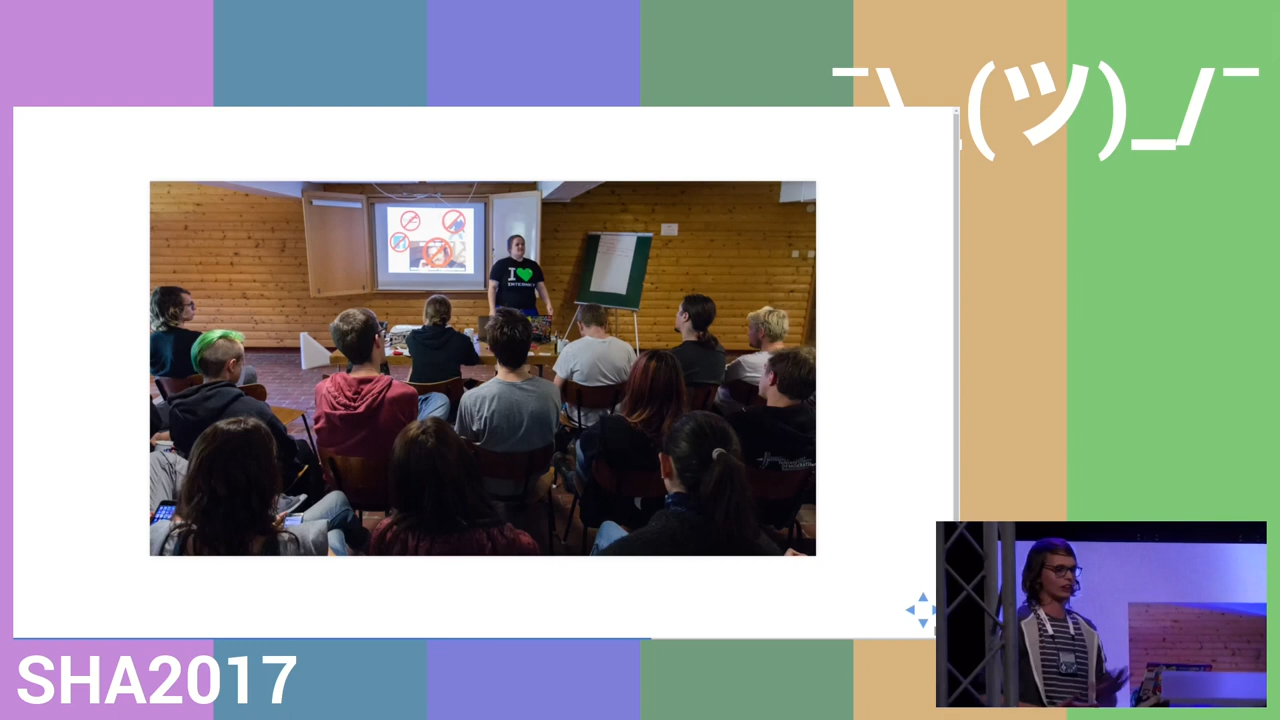 ¯\_(ツ)_/¯
I
INTERNET
SHA2017